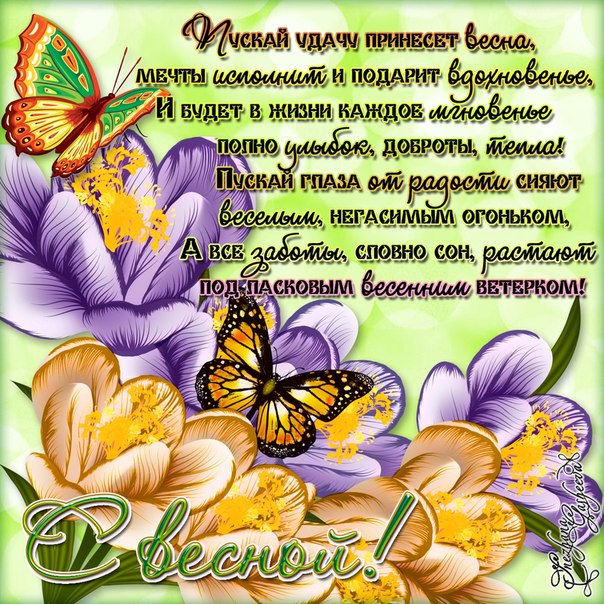 Пускай удачу принесет весна,
мечты исполнит и подарит вдохновенье,
И будет в жизни каждое мгновенье
полно улыбок, доброты, тепла!
Пускай глаза от радости сияют
веселым, негасимым огоньком,
А все заботы, словно сон, растают
под ласковым весенним ветерком!
С весной!